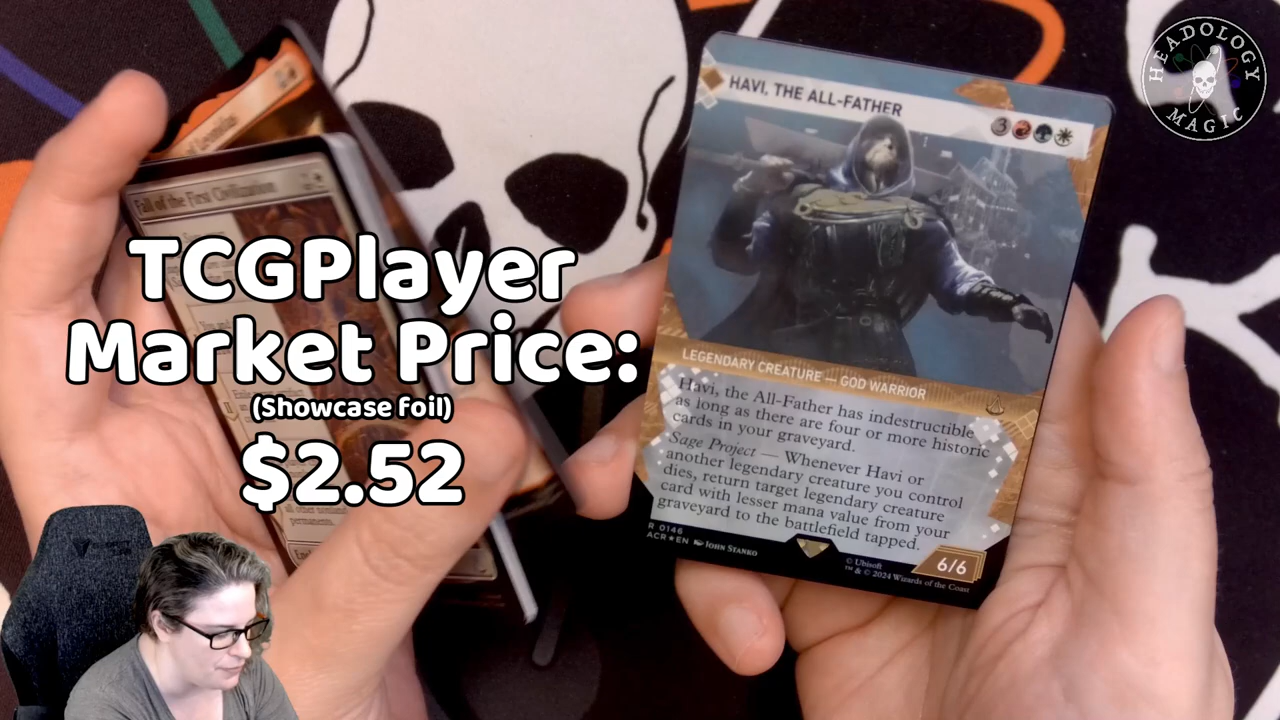 HEADOLOGY
MAGIC
HAVI, THE ALL-FATHER
3
Fall of the First Civilization
TCGPlayer
Market Price:
(Showcase Foil)
$2.52
LEGENDARY CREATURE — GOD WARRIOR
Havi, the All-Father has indestructible
as long as there are four or more historic
cards in your graveyard.
Sage Project — Whenever Havi or
another legendary creature you control
dies, return target legendary creature
card with lesser mana value from your
graveyard to the battlefield tapped.
R 0146
ACR★EN JOHN STANKO
© Ubisoft
™ & © 2024 Wizards of the Coast
6/6
permanents.